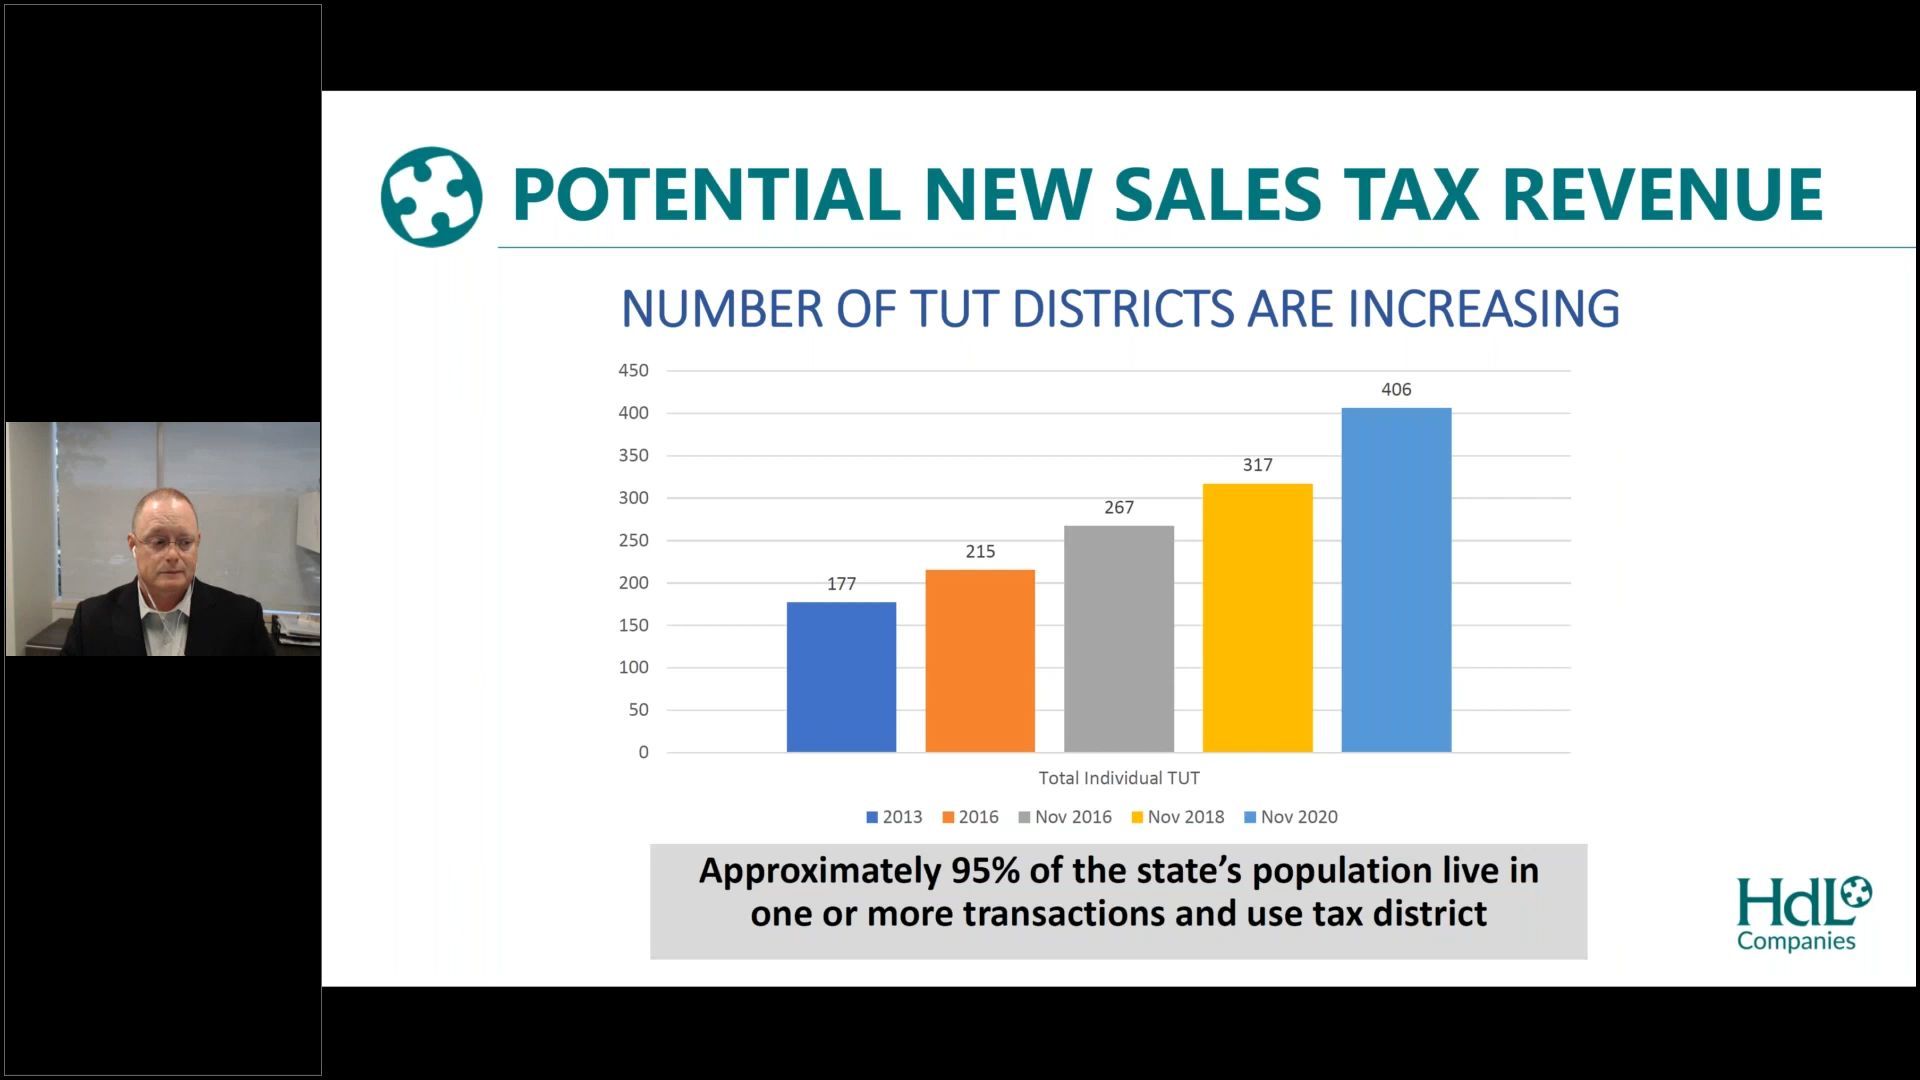 POTENTIAL NEW SALES TAX REVENUE
NUMBER OF TUT DISTRICTS ARE INCREASING
450
400
350
300
250
200
150
100
50
0
177
215
267
317
406
Total Individual TUT
2013 2016 Nov 2016 Nov 2018 Nov 2020
Approximately 95% of the state’s population live in
one or more transactions and use tax district
HdL
Companies